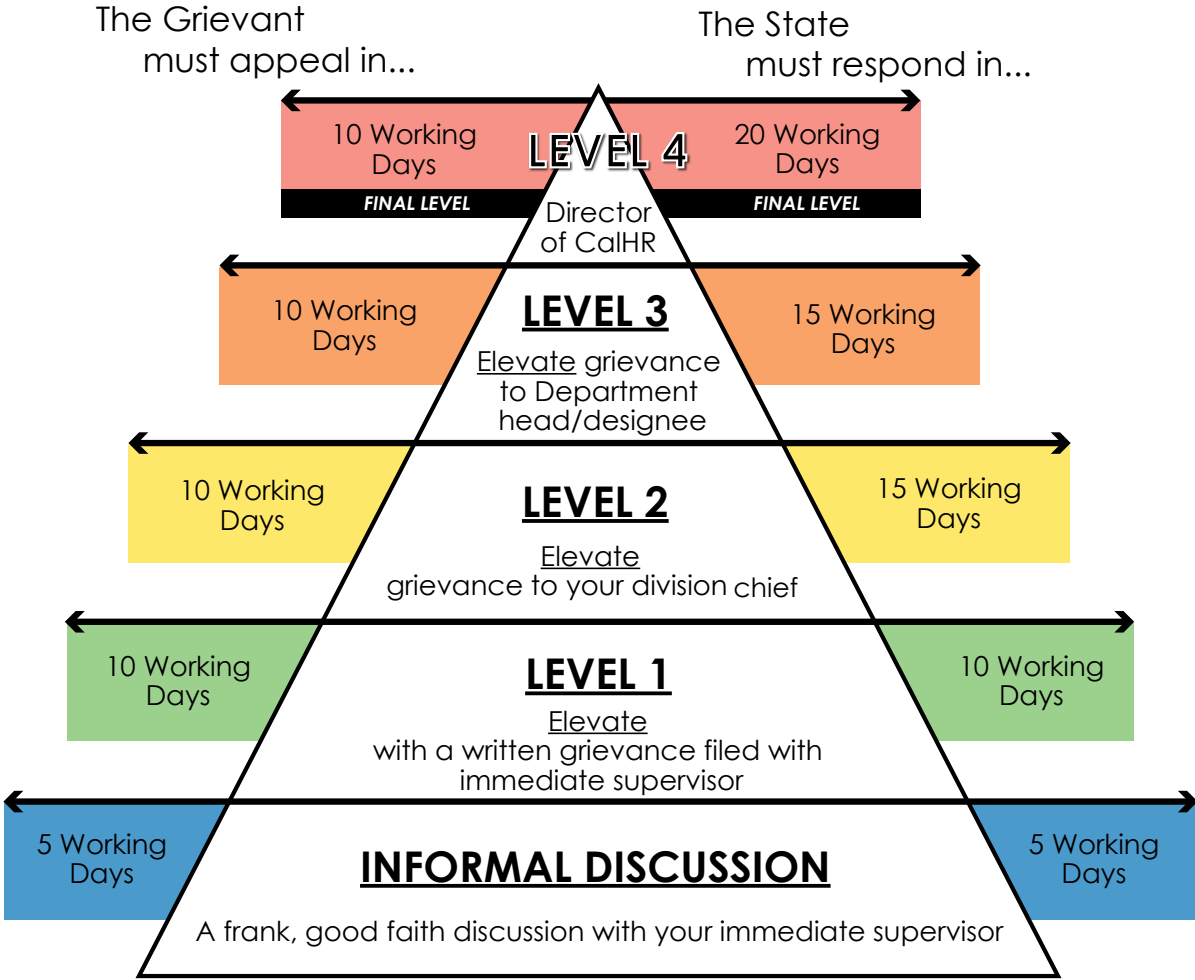 The Grievant
must appeal in...
The State
must respond in...
10 Working
Days
FINAL LEVEL
LEVEL 4
Director
of CalHR
20 Working
Days
FINAL LEVEL
10 Working
Days
LEVEL 3
Elevate grievance
to Department
head/designee
15 Working
Days
10 Working
Days
LEVEL 2
Elevate
grievance to your division chief
15 Working
Days
10 Working
Days
LEVEL 1
Elevate
with a written grievance filed with
immediate supervisor
10 Working
Days
5 Working
Days
INFORMAL DISCUSSION
A frank, good faith discussion with your immediate supervisor
5 Working
Days